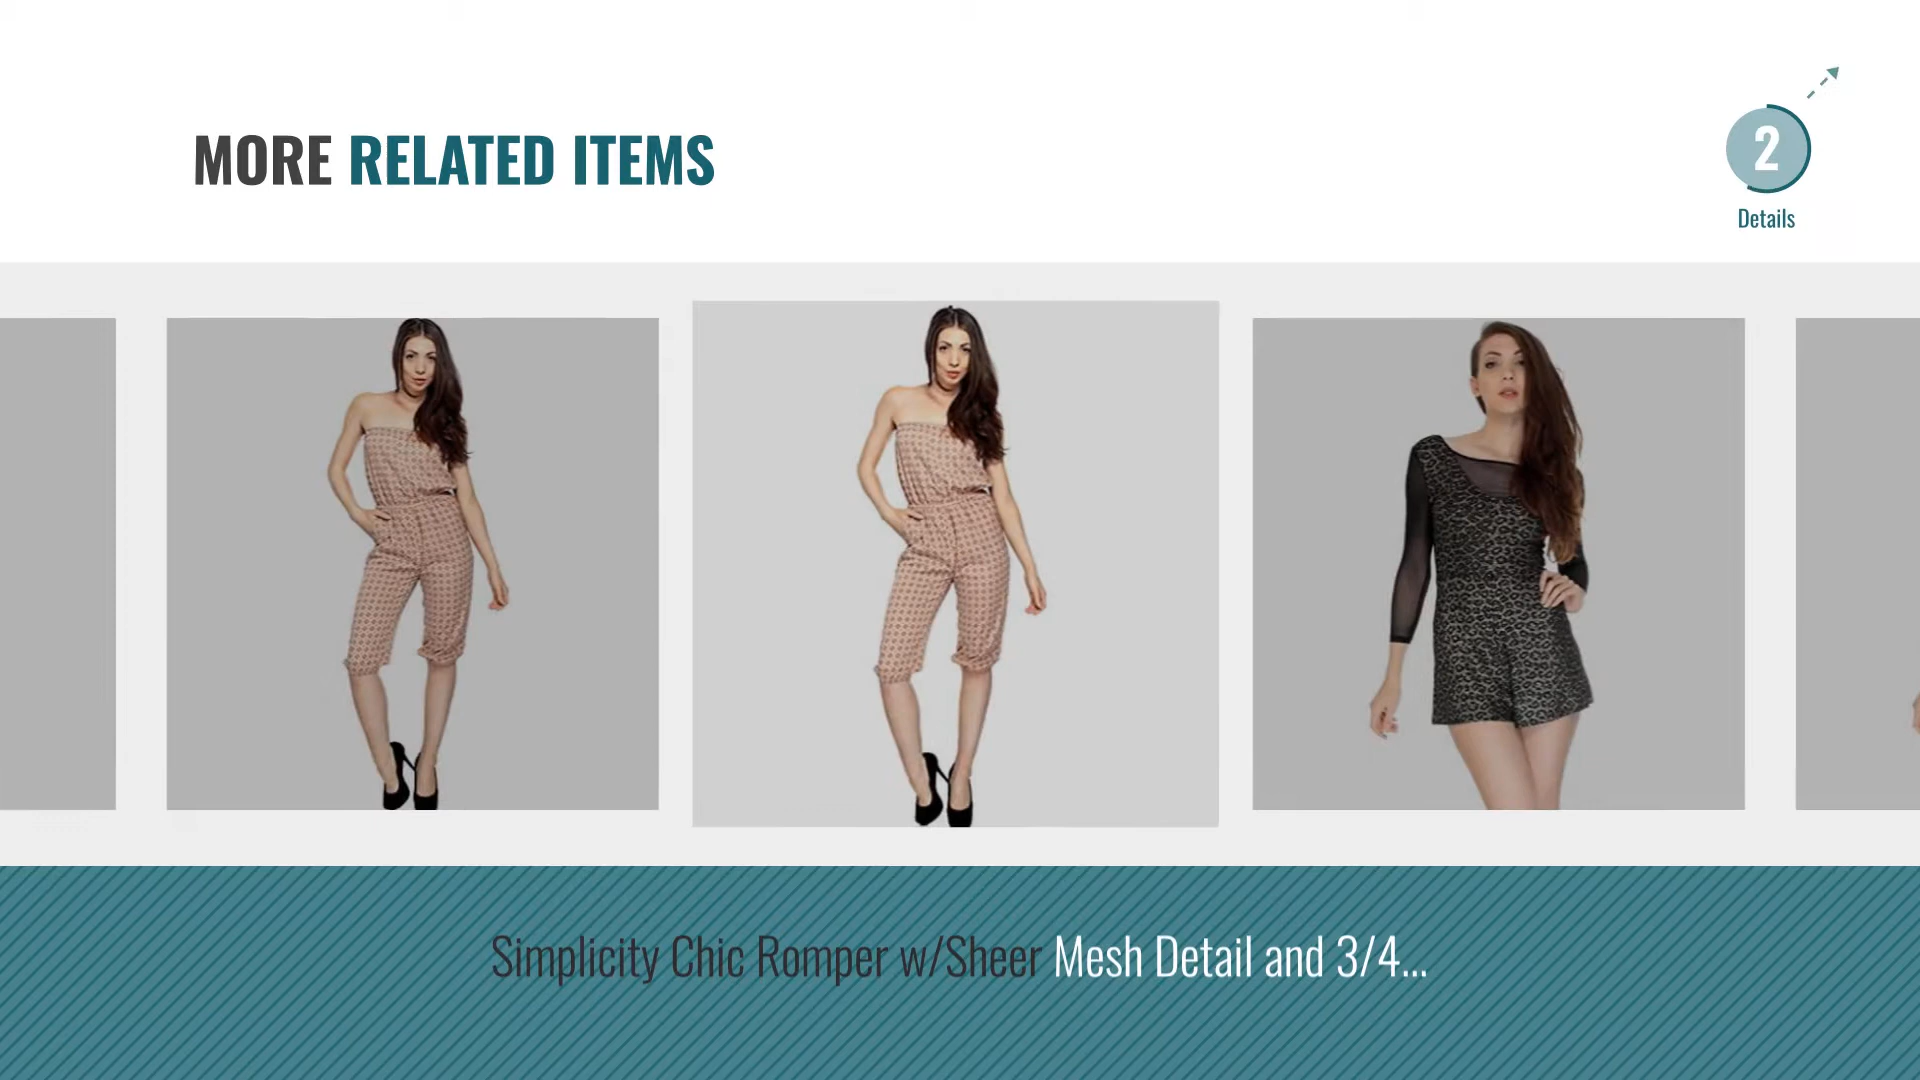 MORE RELATED ITEMS
2
Details
Simplicity Chic Romper w/Sheer Mesh Detail and 3/4...